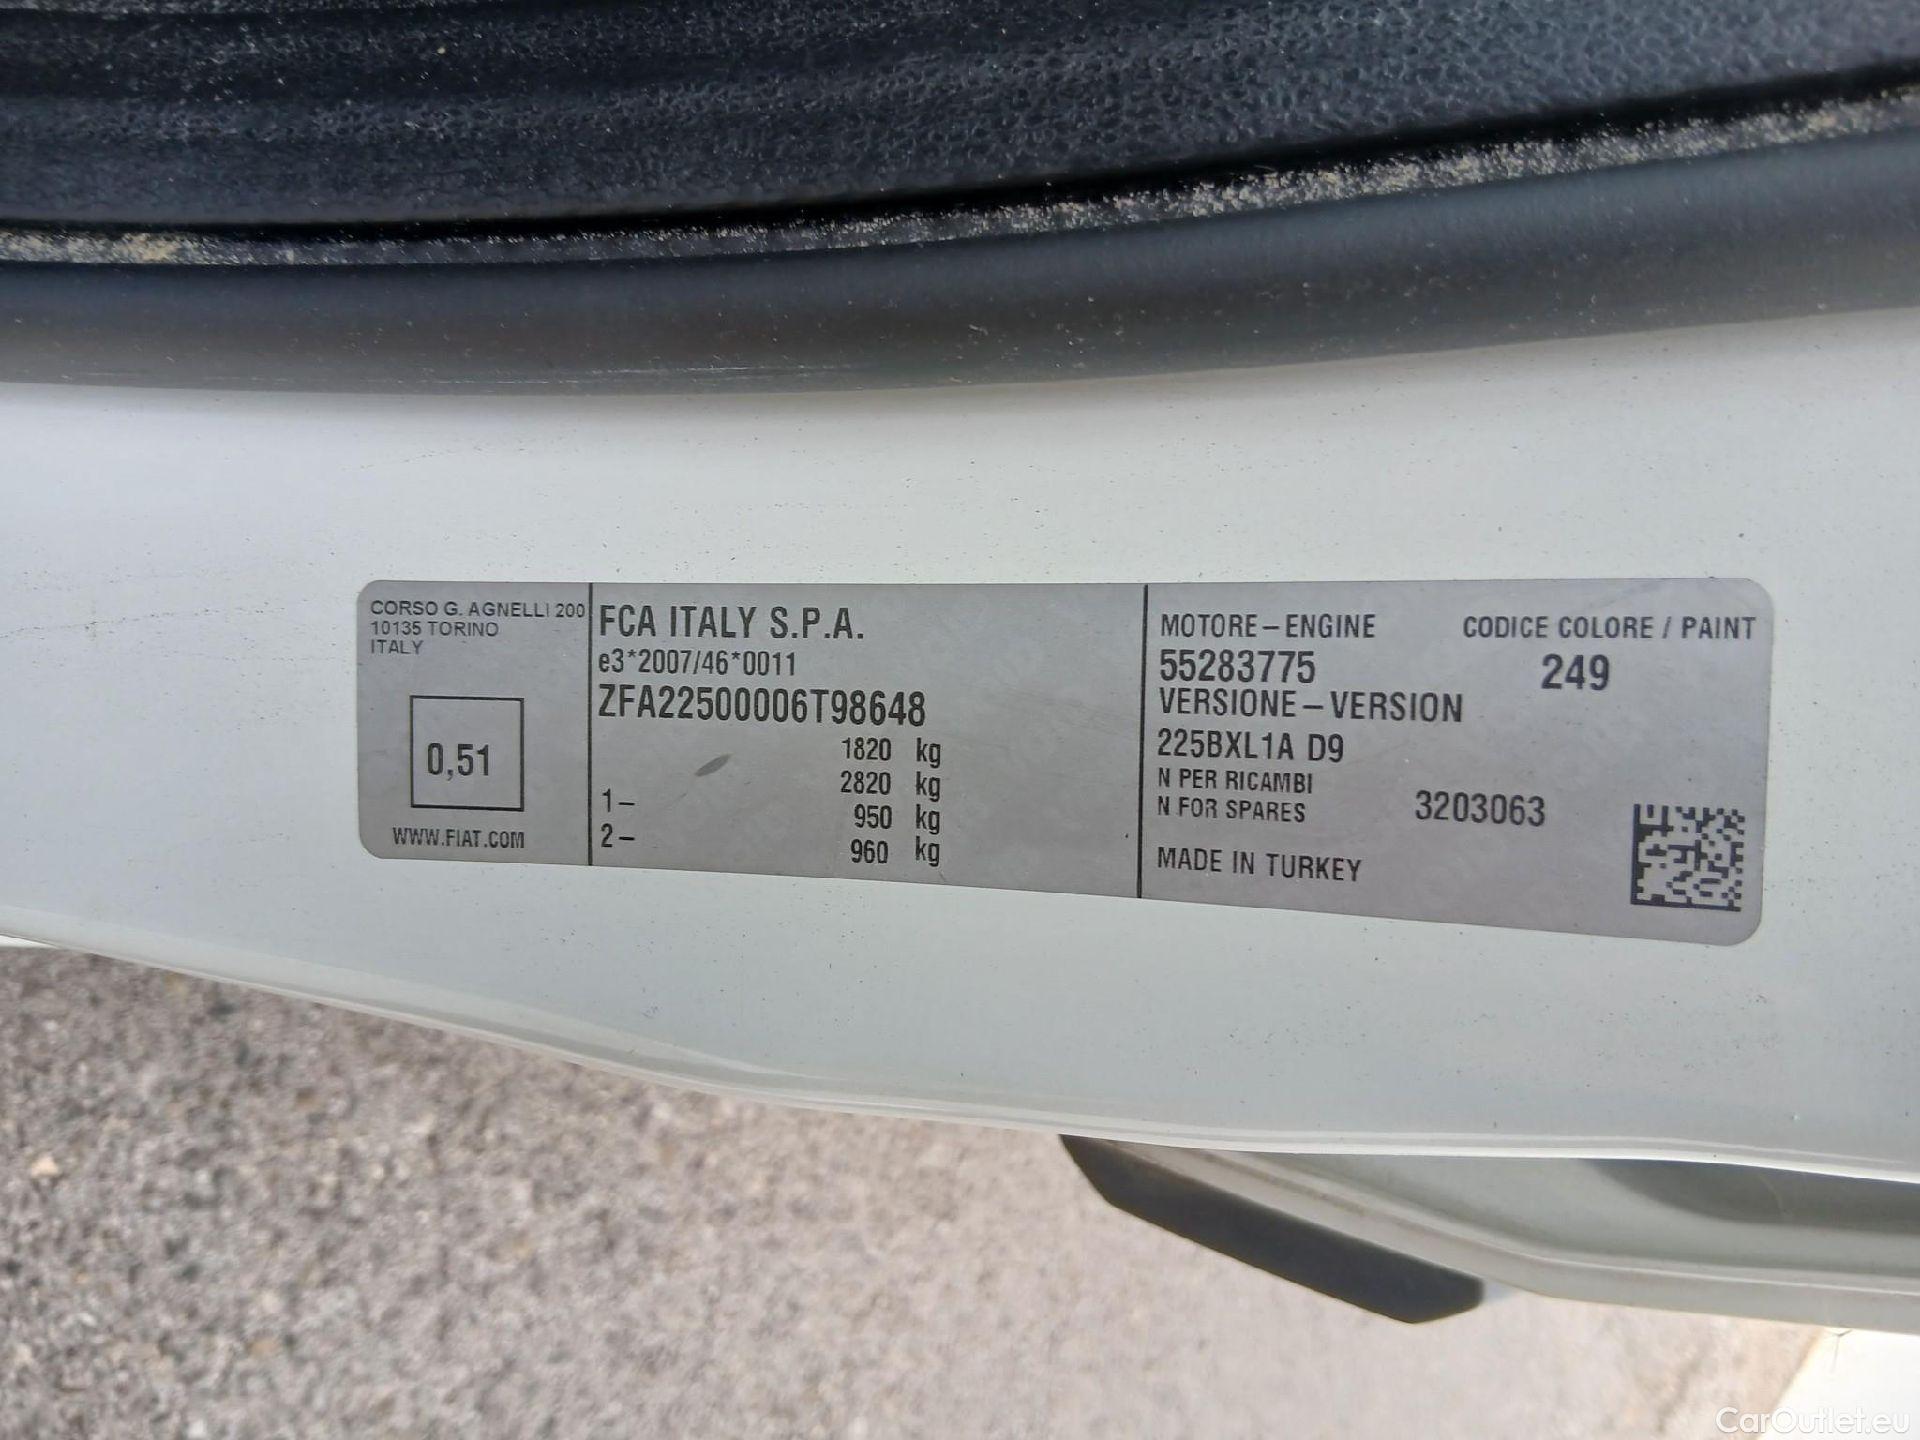 CORSO G. AGNELLI 200
10135 TORINO
ITALY
0,51
WWW.FIAT.COM
FCA ITALY S.P.A.
e3*2007/46*0011
ZFA22500006T98648
1820 kg
2820 kg
1– 950 kg
2– 960 kg
MOTORE–ENGINE
55283775
VERSIONE–VERSION
225BXL1A D9
N PER RICAMBI
N FOR SPARES 3203063
MADE IN TURKEY
CODICE COLORE / PAINT
249
CarOutlet.eu